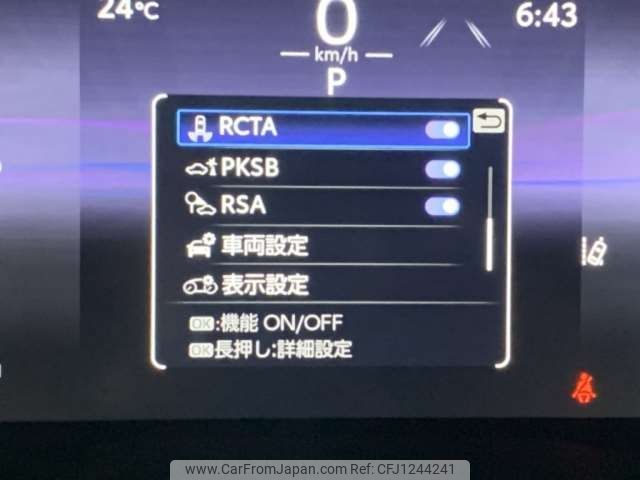 24°C
0
6:43
km/h
P
RCTA
PKSB
RSA
車両設定
表示設定
OK:機能 ON/OFF
OK長押し:詳細設定
www.CarFromJapan.com - CFJ1244241